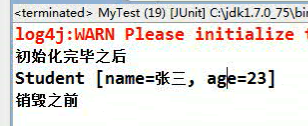 <terminated> MyTest (19) [JUnit] C:\jdk1.7.0_75\bin
log4j:WARN Please initialize
初始化完毕之后
Student [name=张三, age=23]
销毁之前